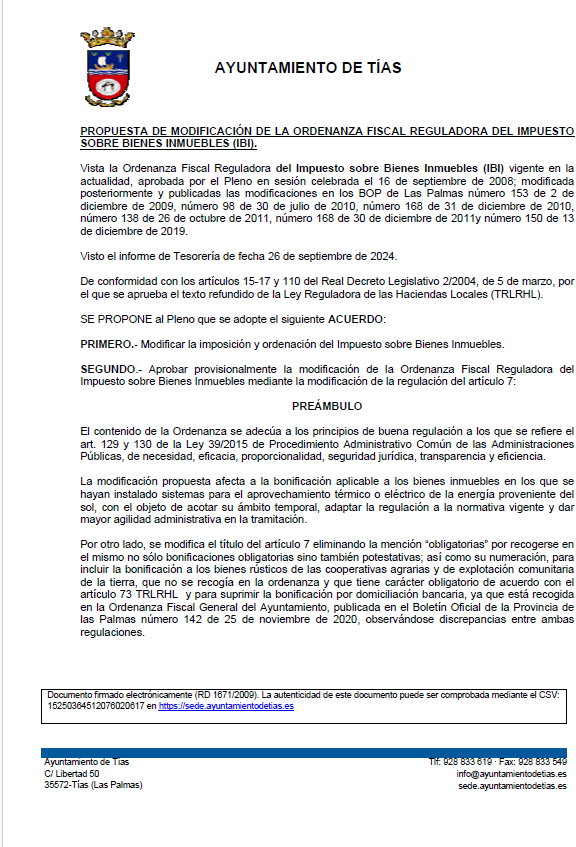 AYUNTAMIENTO DE TÍAS
PROPUESTA DE MODIFICACIÓN DE LA ORDENANZA FISCAL REGULADORA DEL IMPUESTO
SOBRE BIENES INMUEBLES (IBI).
Vista la Ordenanza Fiscal Reguladora del Impuesto sobre Bienes Inmuebles (IBI) vigente en la
actualidad, aprobada por el Pleno en sesión celebrada el 16 de septiembre de 2008; modificada
posteriormente y publicadas las modificaciones en los BOP de Las Palmas número 153 de 2 de
diciembre de 2009, número 98 de 30 de julio de 2010, número 168 de 31 de diciembre de 2010,
número 138 de 26 de octubre de 2011, número 168 de 30 de diciembre de 2011y número 150 de 13
de diciembre de 2019.
Visto el informe de Tesorería de fecha 26 de septiembre de 2024.
De conformidad con los artículos 15-17 y 110 del Real Decreto Legislativo 2/2004, de 5 de marzo, por
el que se aprueba el texto refundido de la Ley Reguladora de las Haciendas Locales (TRLRHL).
SE PROPONE al Pleno que se adopte el siguiente ACUERDO:
PRIMERO.- Modificar la imposición y ordenación del Impuesto sobre Bienes Inmuebles.
SEGUNDO.- Aprobar provisionalmente la modificación de la Ordenanza Fiscal Reguladora del
Impuesto sobre Bienes Inmuebles mediante la modificación de la regulación del artículo 7:
PREÁMBULO
El contenido de la Ordenanza se adecúa a los principios de buena regulación a los que se refiere el
art. 129 y 130 de la Ley 39/2015 de Procedimiento Administrativo Común de las Administraciones
Públicas, de necesidad, eficacia, proporcionalidad, seguridad jurídica, transparencia y eficiencia.
La modificación propuesta afecta a la bonificación aplicable a los bienes inmuebles en los que se
hayan instalado sistemas para el aprovechamiento térmico o eléctrico de la energía proveniente del
sol, con el objeto de acotar su ámbito temporal, adaptar la regulación a la normativa vigente y dar
mayor agilidad administrativa en la tramitación.
Por otro lado, se modifica el título del artículo 7 eliminando la mención "obligatorias" por recogerse en
el mismo no sólo bonificaciones obligatorias sino también potestativas; así como su numeración, para
incluir la bonificación a los bienes rústicos de las cooperativas agrarias y de explotación comunitaria
de la tierra, que no se recogía en la ordenanza y que tiene carácter obligatorio de acuerdo con el
artículo 73 TRLRHL y para suprimir la bonificación por domiciliación bancaria, ya que está recogida
en la Ordenanza Fiscal General del Ayuntamiento, publicada en el Boletín Oficial de la Provincia de
las Palmas número 142 de 25 de noviembre de 2020, observándose discrepancias entre ambas
regulaciones.
Documento firmado electrónicamente (RD 1671/2009). La autenticidad de este documento puede ser comprobada mediante el CSV:
15250364512076020617 en https://sede.ayuntamientodetias.es
Ayuntamiento de Tías
C/ Libertad 50
35572-Tías (Las Palmas)
Tlf: 928 833 619 · Fax: 928 833 549
info@ayuntamientodetias.es
sede.ayuntamientodetias.es